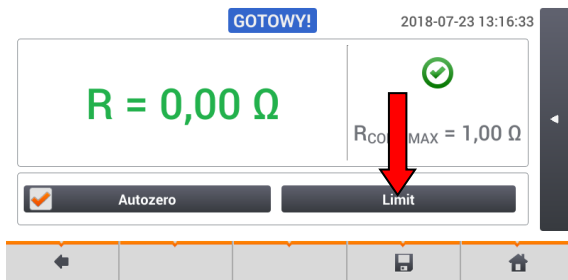 GOTOWY!
2018-07-23 13:16:33
R = 0,00 Ω
MAX = 1,00 Ω
Autozero
Limit